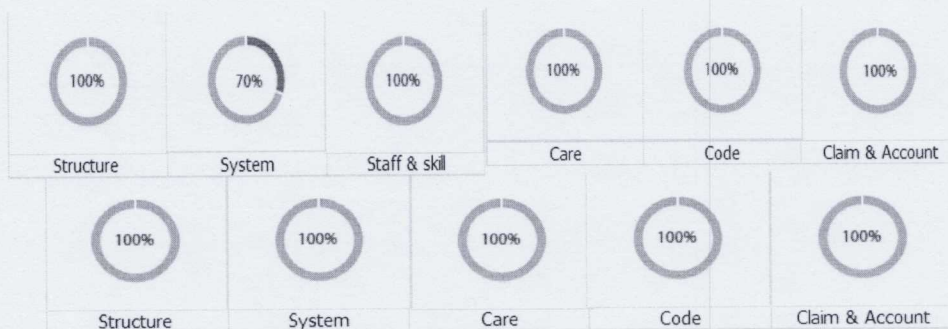 100% 70% 100% 100% 100% 100%
Structure System Staff & skill Care Code Claim & Account
100% 100% 100% 100% 100%
Structure System Care Code Claim & Account